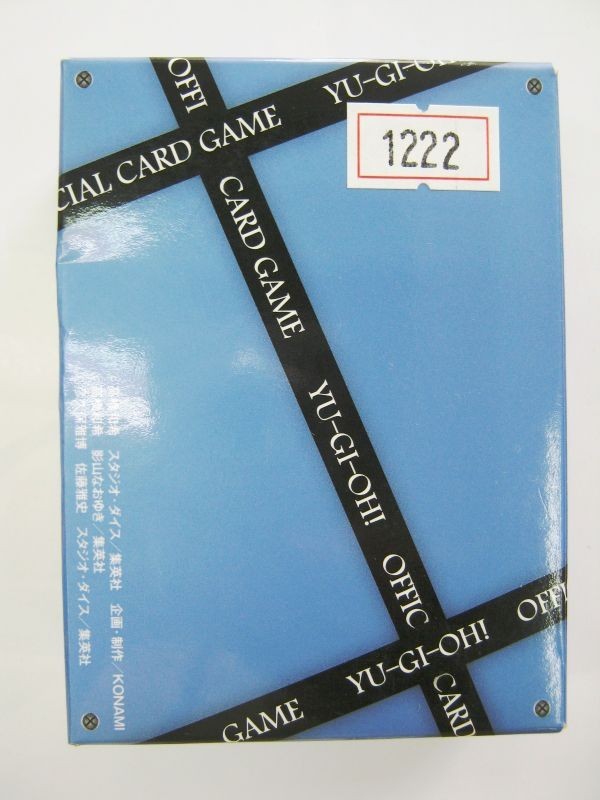 OFFI
CIAL CARD GAME YU-GI-OH!
1222
CARD GAME YU-GI-OH! OFFIC
CARD
GAME YU-GI-OH! OFFI
スタジオ・ダイス/集英社 企画・制作/KONAMI
影山なおゆき/集英社
雅博 佐藤雅史 スタジオ・ダイス/集英社